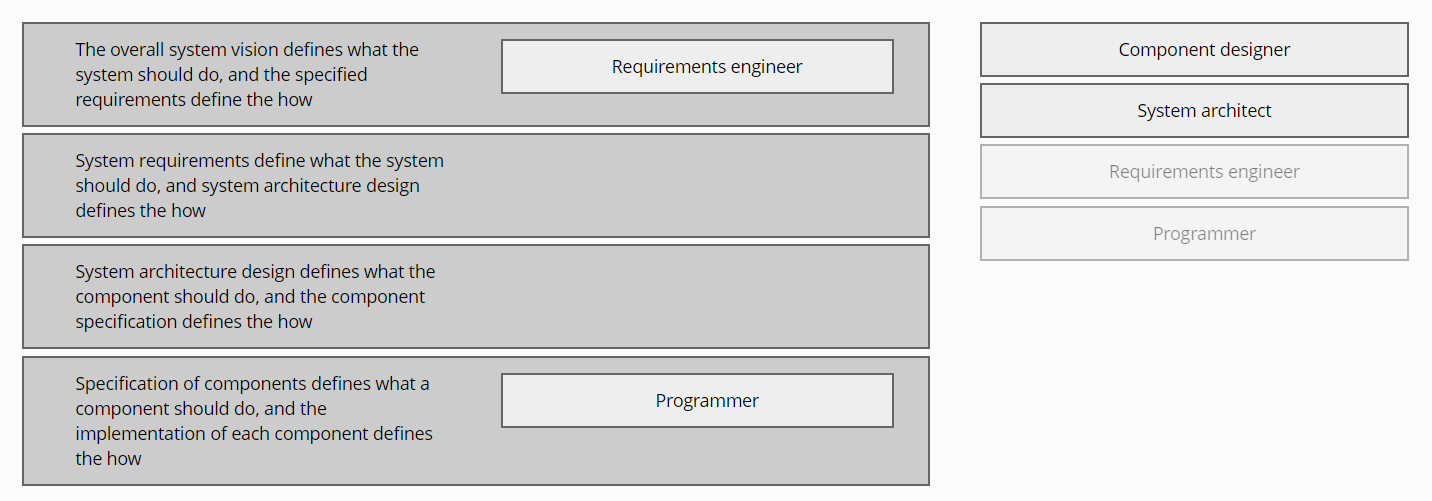 The overall system vision defines what the
system should do, and the specified
requirements define the how
Requirements engineer
System requirements define what the system
should do, and system architecture design
defines the how
System architecture design defines what the
component should do, and the component
specification defines the how
Specification of components defines what a
component should do, and the
implementation of each component defines
the how
Programmer
Component designer
System architect
Requirements engineer
Programmer